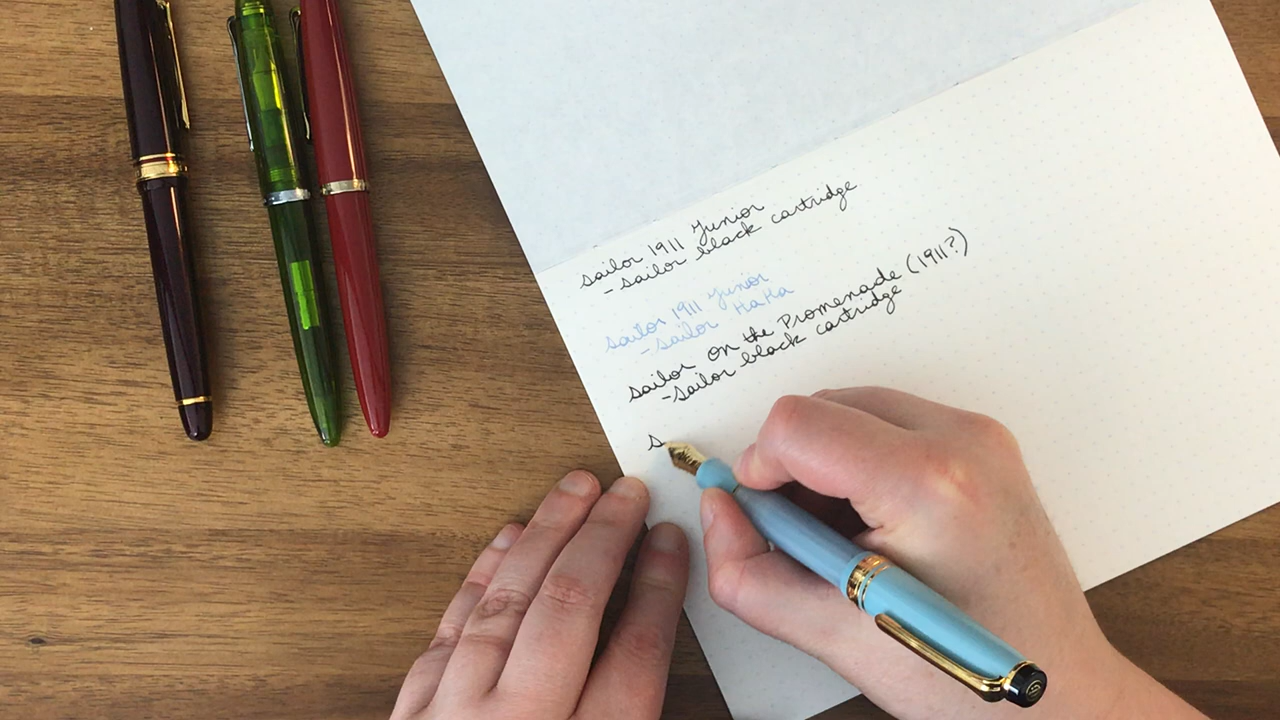 sailor 1911 Junior
- sailor black cartridge
sailor 1911 Junior
- sailor HaHa
sailor on the Promenade (1911?)
- sailor black cartridge
s